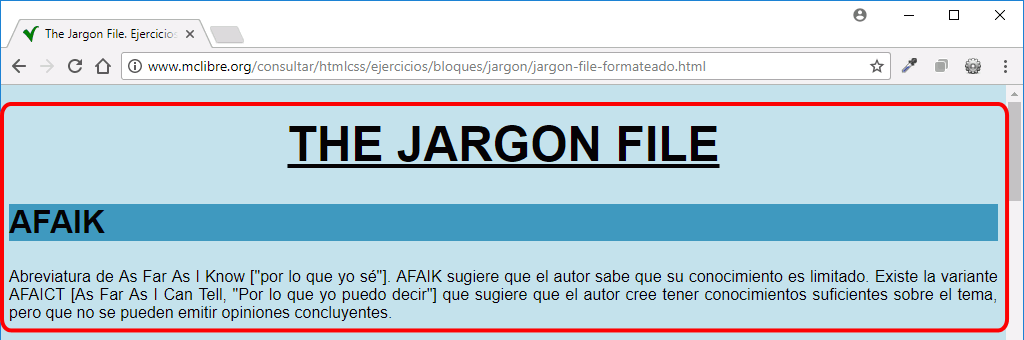 The Jargon File. Ejercicios
www.mclibre.org/consultar/htmlcss/ejercicios/bloques/jargon/jargon-file-formateado.html
THE JARGON FILE
AFAIK
Abreviatura de As Far As I Know ["por lo que yo sé"]. AFAIK sugiere que el autor sabe que su conocimiento es limitado. Existe la variante
AFAICT [As Far As I Can Tell, "Por lo que yo puedo decir"] que sugiere que el autor cree tener conocimientos suficientes sobre el tema,
pero que no se pueden emitir opiniones concluyentes.